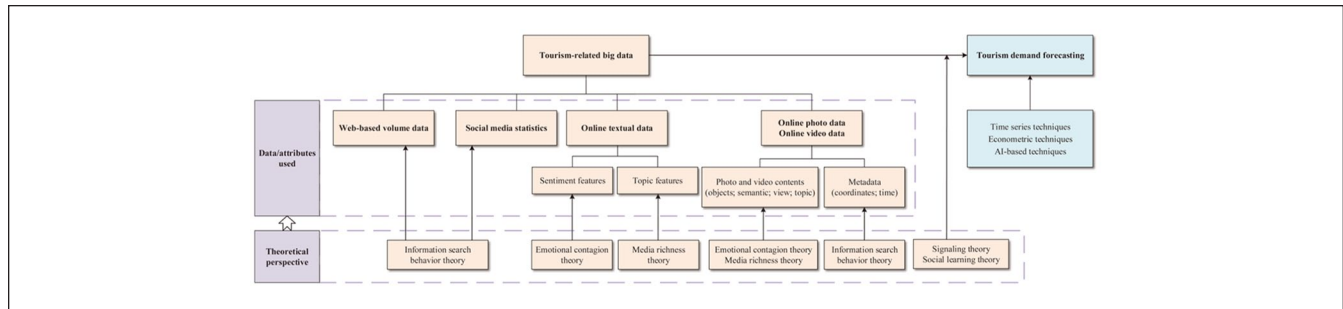 Tourism-related big data
Tourism demand forecasting
Data/attributes
used
Web-based volume data
Social media statistics
Online textual data
Online photo data
Online video data
Time series techniques
Econometric techniques
AI-based techniques
Sentiment features
Topic features
Photo and video contents
(objects; semantic; view; topic)
Metadata
(coordinates; time)
Theoretical
perspective
Information search
behavior theory
Emotional contagion
theory
Media richness
theory
Emotional contagion theory
Media richness theory
Information search
behavior theory
Signaling theory
Social learning theory